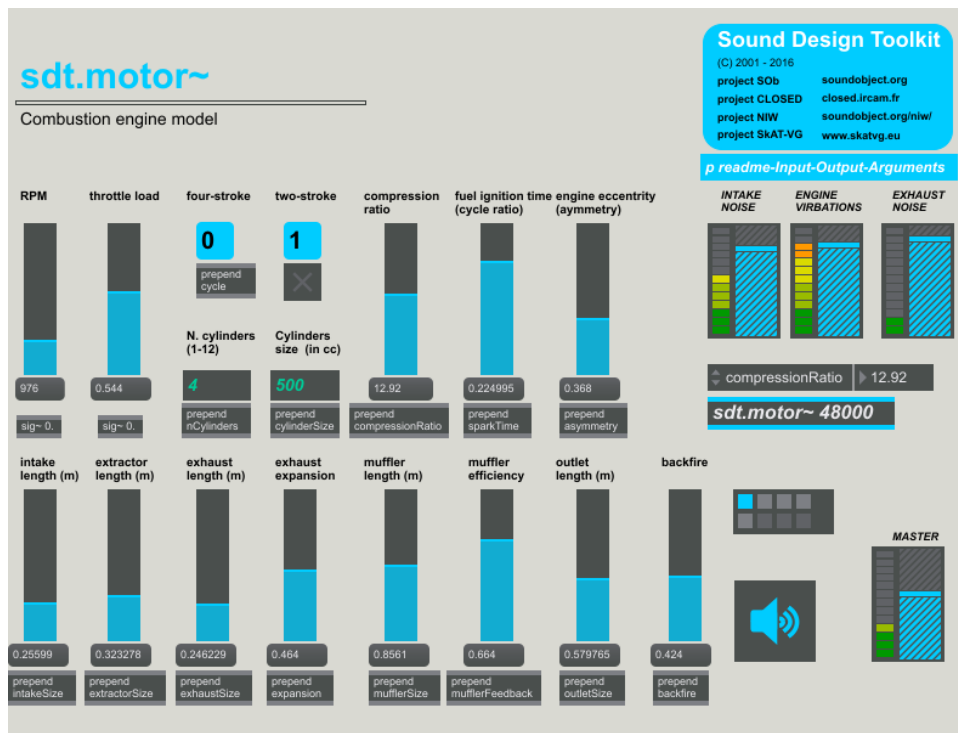 Sound Design Toolkit
(C) 2001 - 2016
project SOb soundobject.org
project CLOSED closed.ircam.fr
project NIW soundobject.org/niw/
project SkAT-VG www.skatvg.eu
sdt.motor~
Combustion engine model
p readme-Input-Output-Arguments
RPM throttle load four-stroke two-stroke compression ratio fuel ignition time (cycle ratio) engine eccentrity (aymmetry)
INTAKE NOISE ENGINE VIRBATIONS EXHAUST NOISE
0 1
prepend cycle
N. cylinders (1-12) Cylinders size (in cc)
4 500
976 0.544 12.92 0.224995 0.368
compressionRatio 12.92
sig~ 0. sig~ 0. prepend nCylinders prepend cylinderSize prepend compressionRatio prepend sparkTime prepend asymmetry
sdt.motor~ 48000
intake length (m) extractor length (m) exhaust length (m) exhaust expansion muffler length (m) muffler efficiency outlet length (m) backfire
MASTER
0.25599 0.323278 0.246229 0.464 0.8561 0.664 0.579765 0.424
prepend intakeSize prepend extractorSize prepend exhaustSize prepend expansion prepend mufflerSize prepend mufflerFeedback prepend outletSize prepend backfire